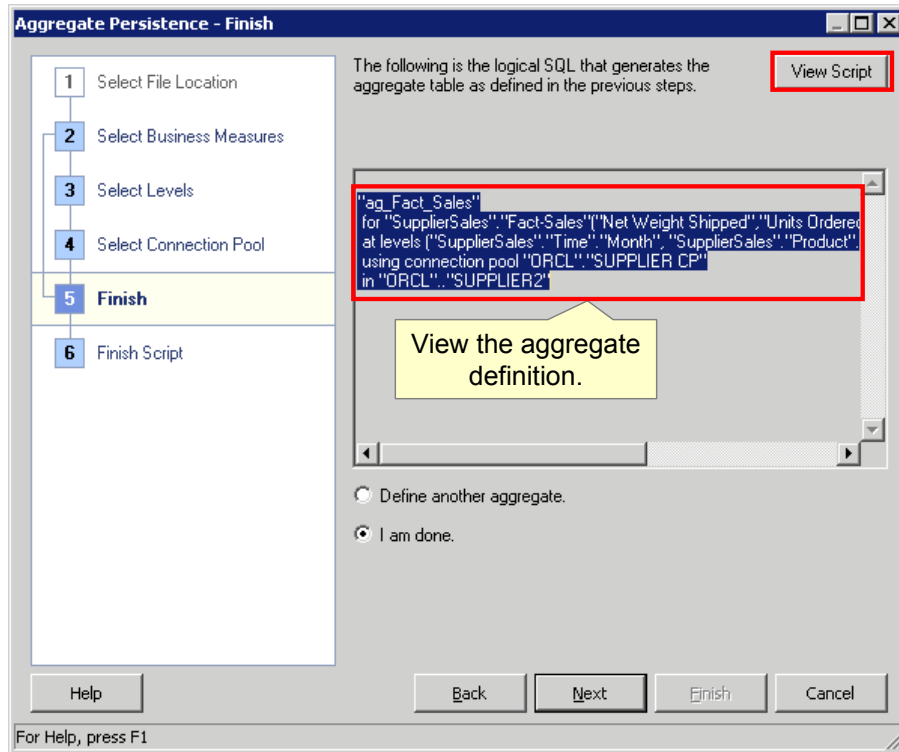 Aggregate Persistence - Finish
1 Select File Location
2 Select Business Measures
3 Select Levels
4 Select Connection Pool
5 Finish
6 Finish Script
The following is the logical SQL that generates the
aggregate table as defined in the previous steps.
View Script
"ag_Fact_Sales"
for "SupplierSales"."Fact-Sales"("Net Weight Shipped","Units Ordered
at levels ("SupplierSales"."Time"."Month", "SupplierSales"."Product".
using connection pool "ORCL"."SUPPLIER CP"
in "ORCL".."SUPPLIER2"
View the aggregate
definition.
Define another aggregate.
I am done.
Help
Back
Next
Finish
Cancel
For Help, press F1